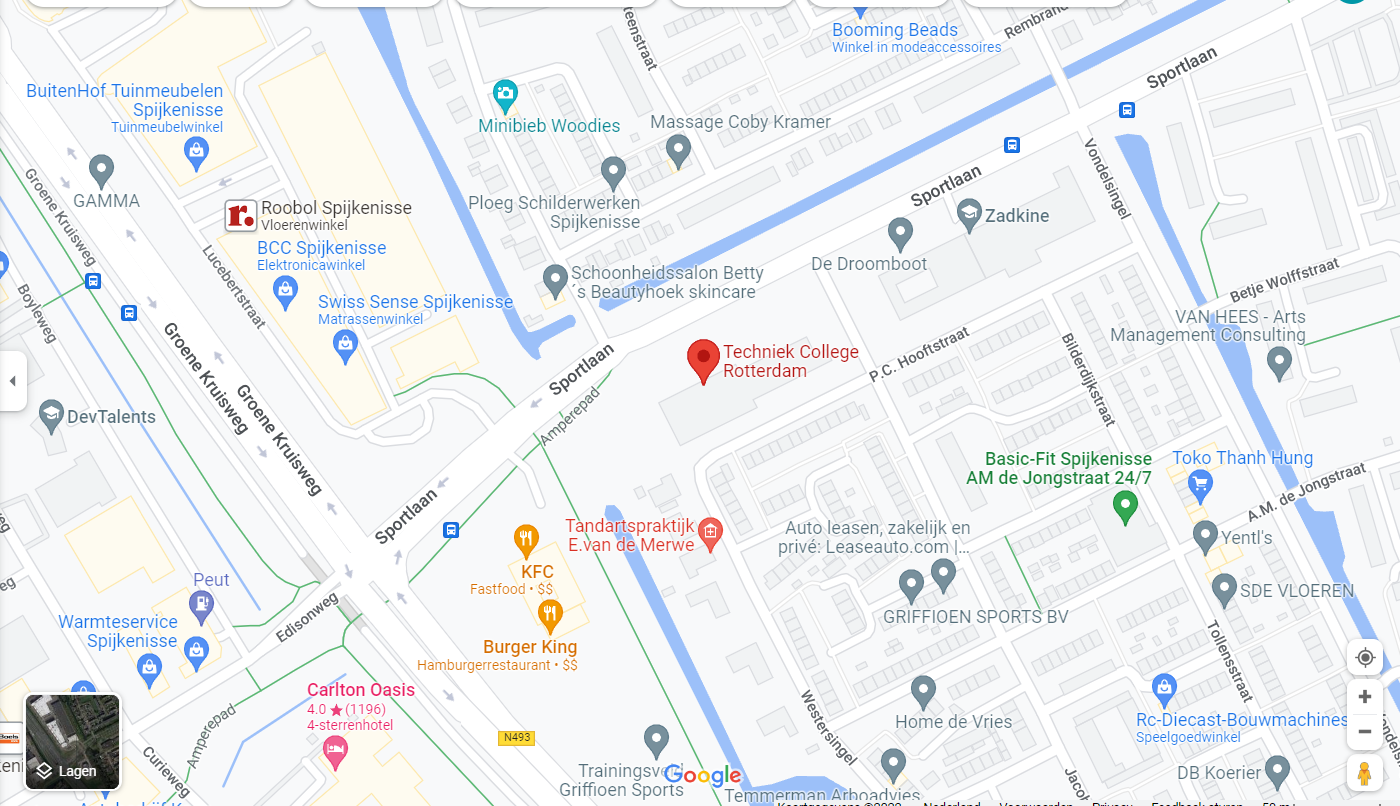 teenstraat
Rembrand
Booming Beads
Winkel in modeaccessoires
Sportlaan
BuitenHof Tuinmeubelen
Spijkenisse
Tuinmeubelwinkel
Minibieb Woodies
Massage Coby Kramer
GAMMA
Groene Kruisweg
Ploeg Schilderwerken
Spijkenisse
Vondelsingel
Sportlaan
Zadkine
Roobol Spijkenisse
Vloerenwinkel
r.
BCC Spijkenisse
Elektronicawinkel
Lucebertstraat
De Droomboot
Schoonheidssalon Betty
´s Beautyhoek skincare
Betje Wolffstraat
Boyleweg
Swiss Sense Spijkenisse
Matrassenwinkel
VAN HEES - Arts
Management Consulting
Groene Kruisweg
Groene Kruisweg
Sportlaan
Techniek College
Rotterdam
P.C. Hooftstraat
Bilderdijkstraat
Amperepad
DevTalents
Basic-Fit Spijkenisse
AM de Jongstraat 24/7
Toko Thanh Hung
A.M. de Jongstraat
Sportlaan
Tandartspraktijk
E.van de Merwe
Auto leasen, zakelijk en
privé: Leaseauto.com |...
Yentl's
KFC
Fastfood • $$
Peut
SDE VLOEREN
GRIFFIOEN SPORTS BV
Edisonweg
Warmteservice
Spijkenisse
Burger King
Hamburgerrestaurant • $$
Tollensstraat
Carlton Oasis
4.0 ★ (1196)
4-sterrenhotel
Amperepad
Westersingel
Home de Vries
Rc-Diecast-Bouwmachines
Speelgoedwinkel
N493
Curieweg
Lagen
Trainingsveld
Griffioen Sports
Google
Temmerman Arboadvies
Jacob
DB Koerier